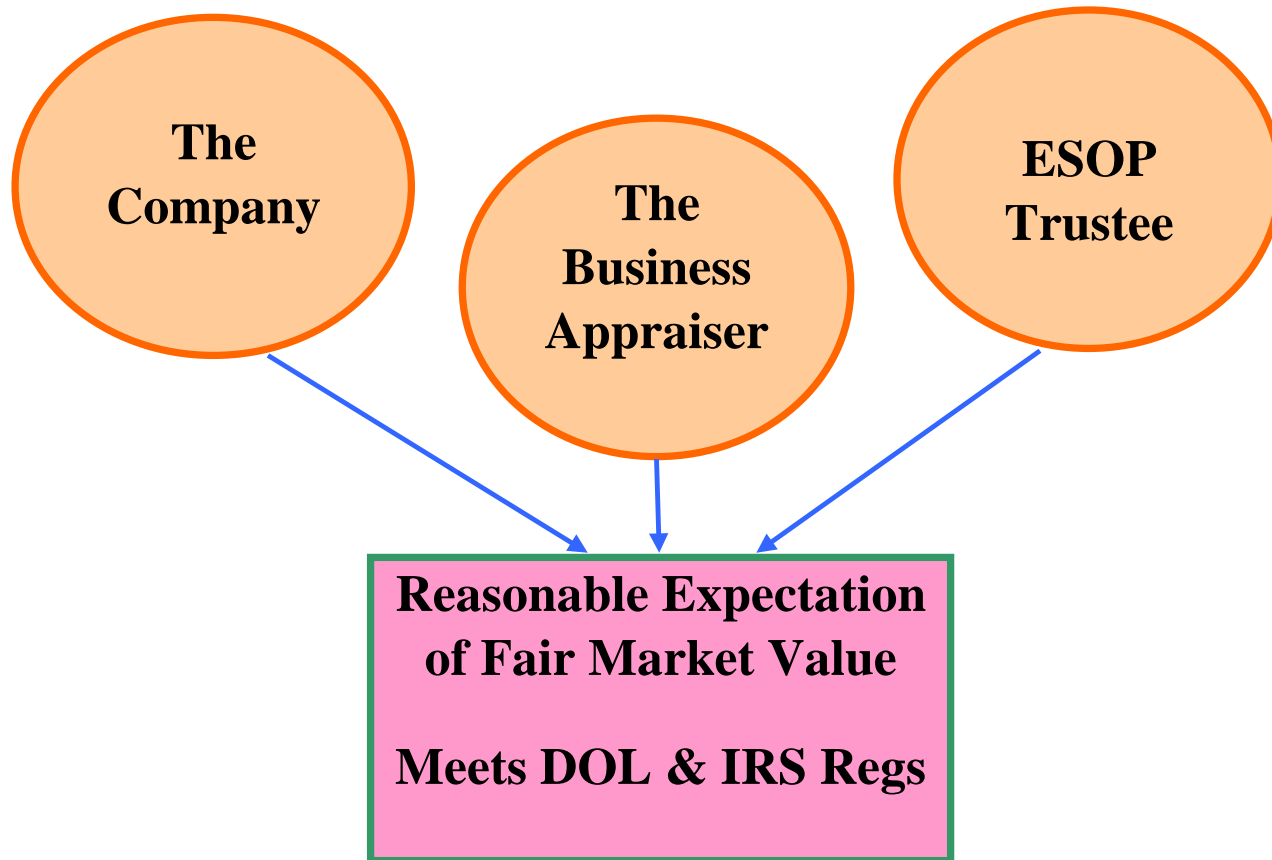 The
Company
The
Business
Appraiser
ESOP
Trustee
Reasonable Expectation
of Fair Market Value
Meets DOL & IRS Regs